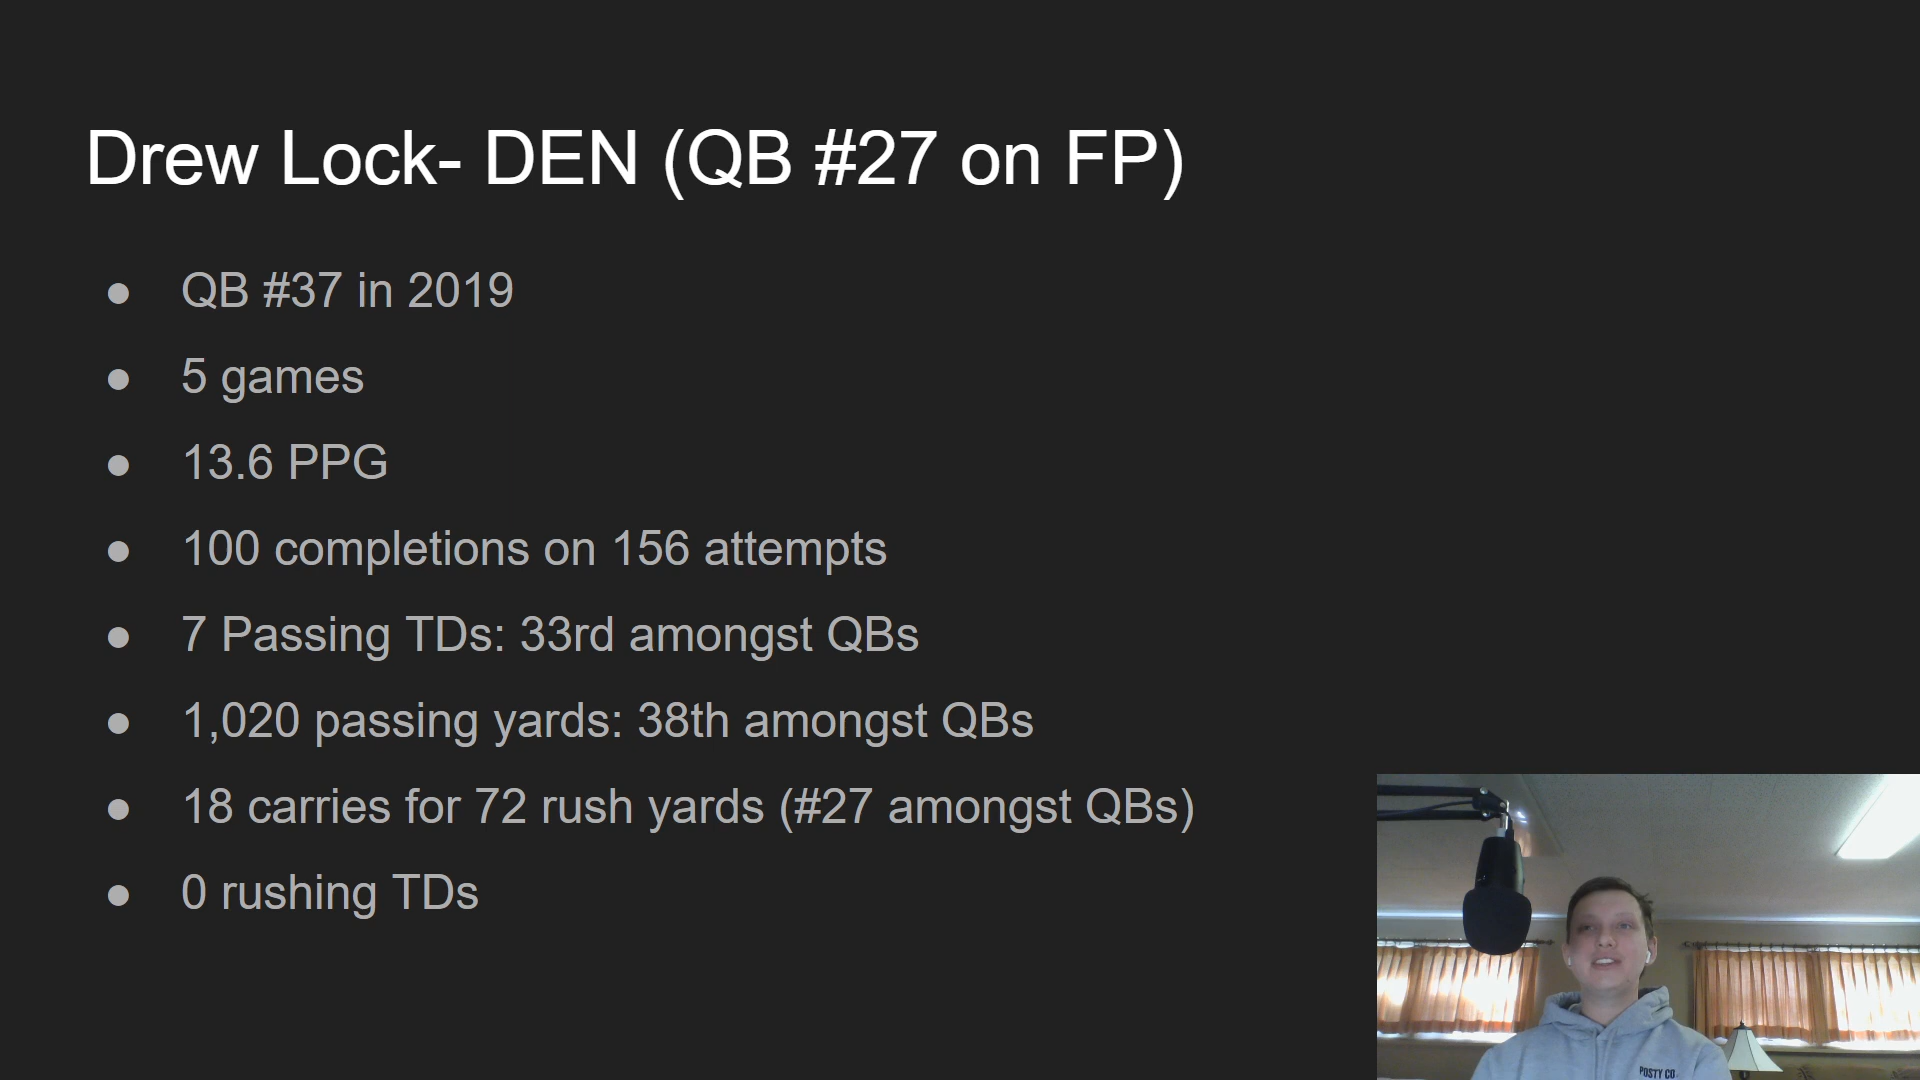 Drew Lock- DEN (QB #27 on FP)
● QB #37 in 2019
● 5 games
● 13.6 PPG
● 100 completions on 156 attempts
● 7 Passing TDs: 33rd amongst QBs
● 1,020 passing yards: 38th amongst QBs
● 18 carries for 72 rush yards (#27 amongst QBs)
● 0 rushing TDs
POSTY CO